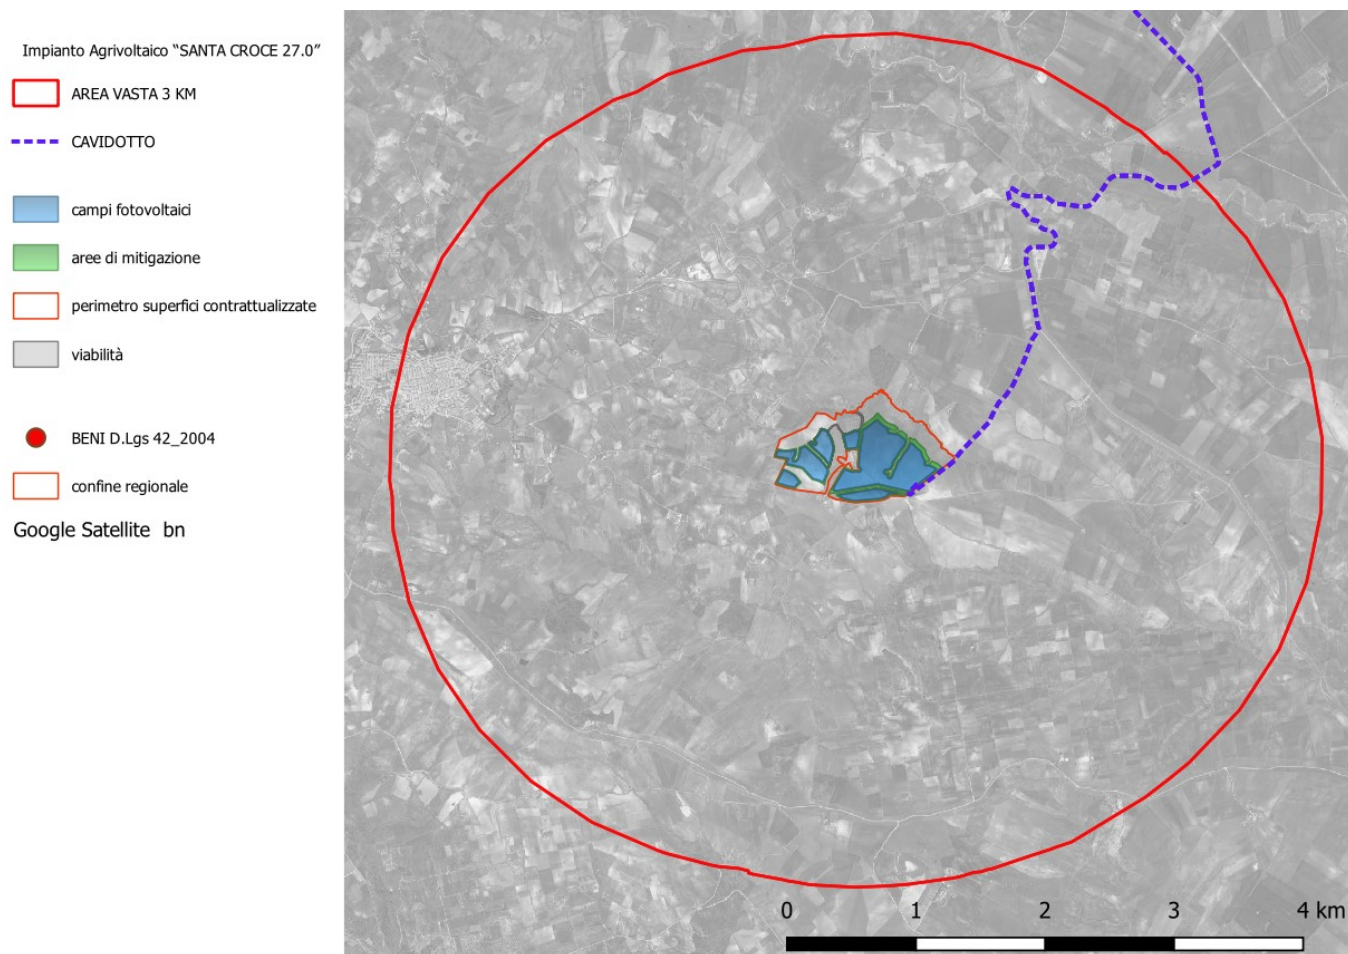 Impianto Agrivoltaico “SANTA CROCE 27.0”
AREA VASTA 3 KM
CAVIDOTTO
campi fotovoltaici
aree di mitigazione
perimetro superfici contrattualizzate
viabilità
BENI D.Lgs 42_2004
confine regionale
Google Satellite bn
0 1 2 3 4 km